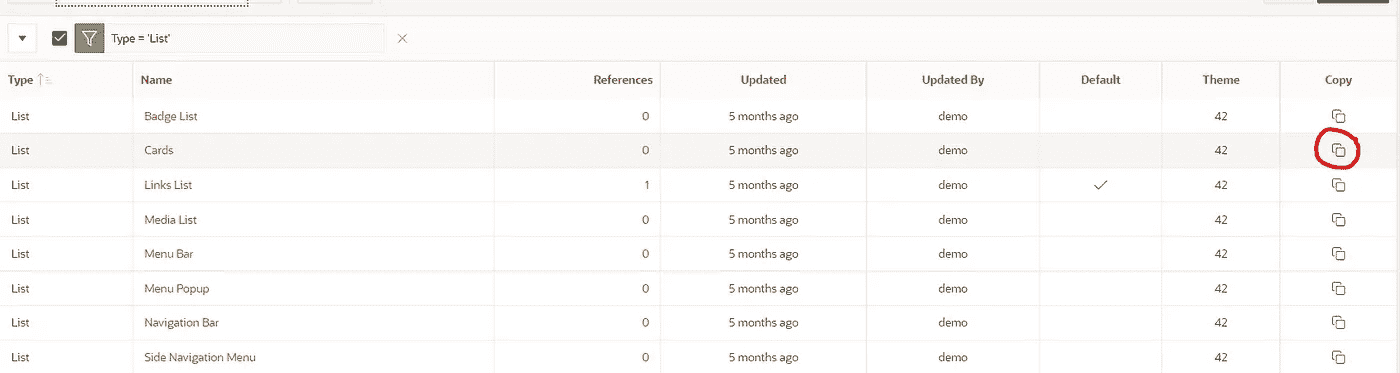 Type = 'List'
Type Name References Updated Updated By Default Theme Copy
List Badge List 0 5 months ago demo 42
List Cards 0 5 months ago demo 42
List Links List 1 5 months ago demo 42
List Media List 0 5 months ago demo 42
List Menu Bar 0 5 months ago demo 42
List Menu Popup 0 5 months ago demo 42
List Navigation Bar 0 5 months ago demo 42
List Side Navigation Menu 0 5 months ago demo 42